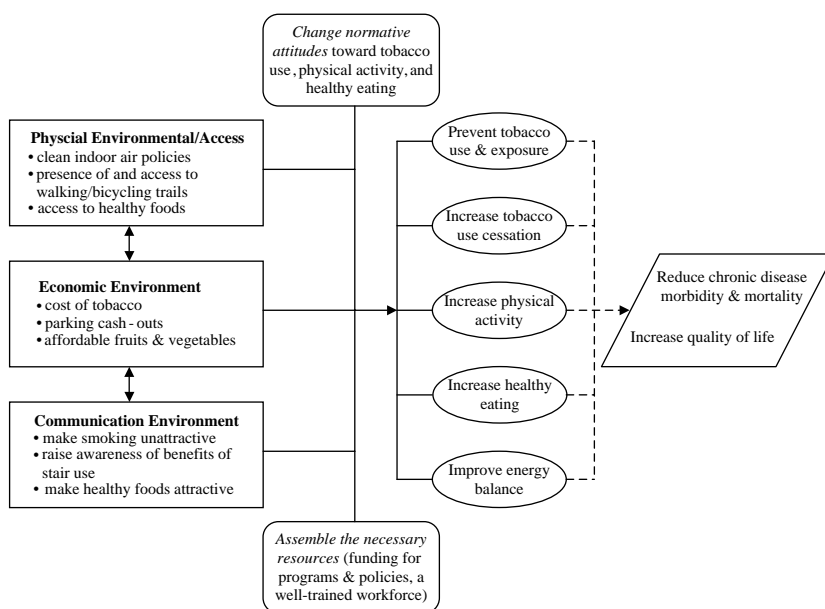 Change normative
attitudes toward tobacco
use, physical activity, and
healthy eating
Physcial Environmental/Access
• clean indoor air policies
• presence of and access to
walking/bicycling trails
• access to healthy foods
Economic Environment
• cost of tobacco
• parking cash-outs
• affordable fruits & vegetables
Communication Environment
• make smoking unattractive
• raise awareness of benefits of
stair use
• make healthy foods attractive
Assemble the necessary
resources (funding for
programs & policies, a
well-trained workforce)
Prevent tobacco
use & exposure
Increase tobacco
use cessation
Increase physical
activity
Increase healthy
eating
Improve energy
balance
Reduce chronic disease
morbidity & mortality
Increase quality of life